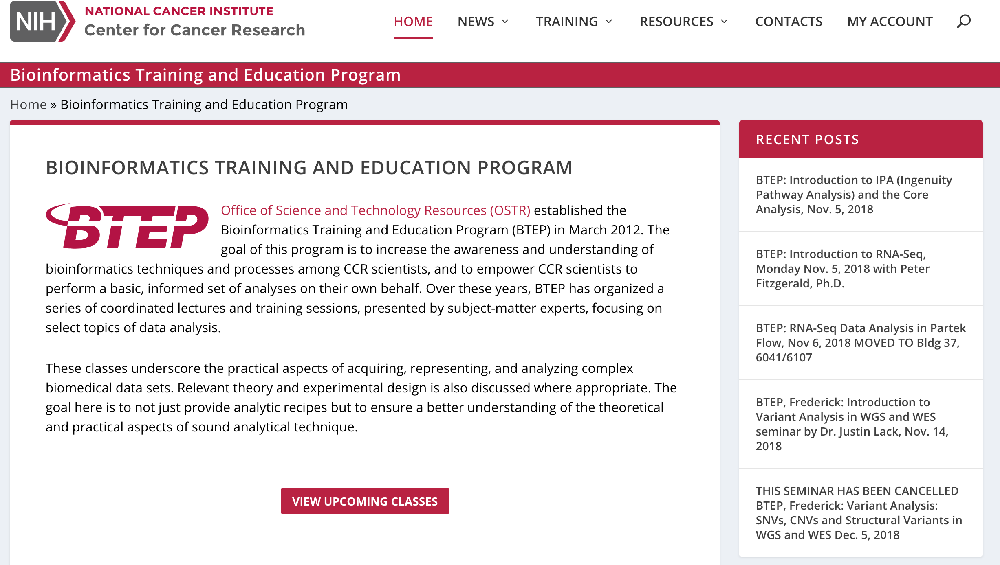 NIH
NATIONAL CANCER INSTITUTE
Center for Cancer Research
HOME NEWS TRAINING RESOURCES CONTACTS MY ACCOUNT
Bioinformatics Training and Education Program
Home » Bioinformatics Training and Education Program
BIOINFORMATICS TRAINING AND EDUCATION PROGRAM
BTEP
Office of Science and Technology Resources (OSTR) established the
Bioinformatics Training and Education Program (BTEP) in March 2012. The
goal of this program is to increase the awareness and understanding of
bioinformatics techniques and processes among CCR scientists, and to empower CCR scientists to
perform a basic, informed set of analyses on their own behalf. Over these years, BTEP has organized a
series of coordinated lectures and training sessions, presented by subject-matter experts, focusing on
select topics of data analysis.
These classes underscore the practical aspects of acquiring, representing, and analyzing complex
biomedical data sets. Relevant theory and experimental design is also discussed where appropriate. The
goal here is to not just provide analytic recipes but to ensure a better understanding of the theoretical
and practical aspects of sound analytical technique.
VIEW UPCOMING CLASSES
RECENT POSTS
BTEP: Introduction to IPA (Ingenuity
Pathway Analysis) and the Core
Analysis, Nov. 5, 2018
BTEP: Introduction to RNA-Seq,
Monday Nov. 5, 2018 with Peter
Fitzgerald, Ph.D.
BTEP: RNA-Seq Data Analysis in Partek
Flow, Nov 6, 2018 MOVED TO Bldg 37,
6041/6107
BTEP, Frederick: Introduction to
Variant Analysis in WGS and WES
seminar by Dr. Justin Lack, Nov. 14,
2018
THIS SEMINAR HAS BEEN CANCELLED
BTEP, Frederick: Variant Analysis:
SNVs, CNVs and Structural Variants in
WGS and WES Dec. 5, 2018